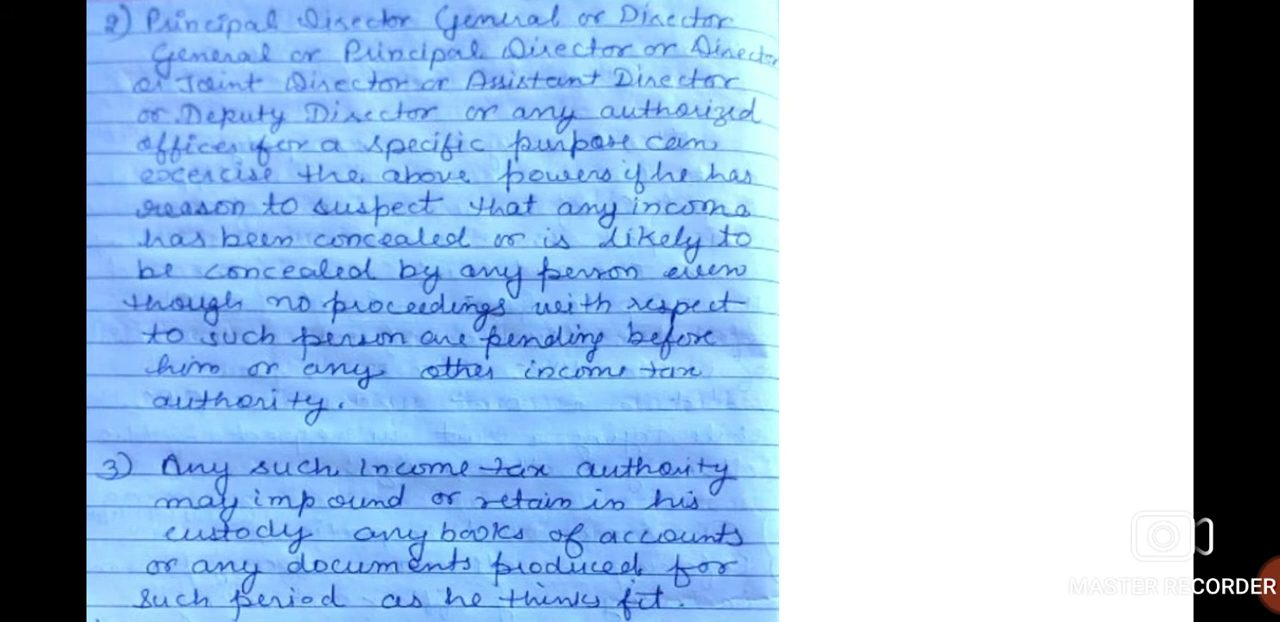 2) Principal Director General or Director
General or Principal Director or Director
or Joint Director or Assistant Director
or Deputy Director or any authorized
officer for a specific purpose can
excercise the above powers if he has
reason to suspect that any income
has been concealed or is likely to
be concealed by any person even
though no proceedings with respect
to such person are pending before
him or any other income tax
authority.
3) Any such Income tax authority
may impound or retain in his
custody any books of accounts
or any documents produced for
such period as he thinks fit.
MASTER RECORDER